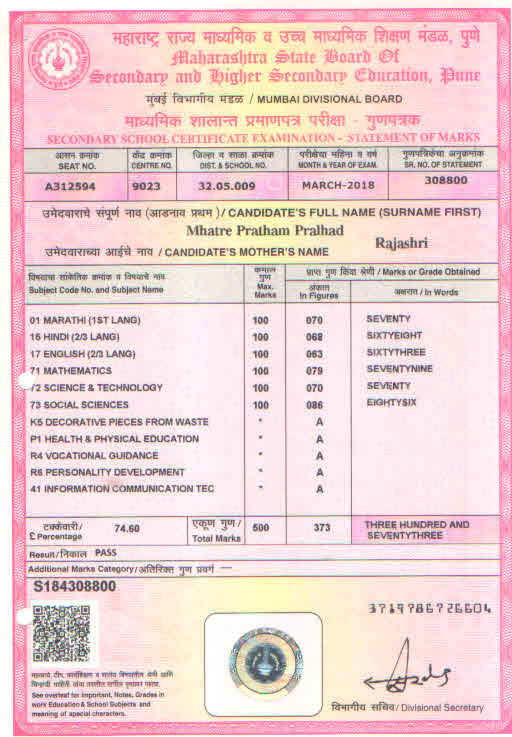 महाराष्ट्र राज्य माध्यमिक व उच्च माध्यमिक शिक्षण मंडळ, पुणे
Maharashtra State Board Of
Secondary and Higher Secondary Education, Pune
मुंबई विभागीय मंडळ / MUMBAI DIVISIONAL BOARD
माध्यमिक शालान्त प्रमाणपत्र परीक्षा - गुणपत्रक
SECONDARY SCHOOL CERTIFICATE EXAMINATION - STATEMENT OF MARKS
आसन क्रमांक केंद्र क्रमांक जिल्हा व शाळा क्रमांक परीक्षेचा महिना व वर्ष गुणपत्रिकेचा अनुक्रमांक
SEAT NO. CENTRE NO. DIST. & SCHOOL NO. MONTH & YEAR OF EXAM. SR. NO. OF STATEMENT
A312594 9023 32.05.009 MARCH-2018 308800
उमेदवाराचे संपूर्ण नाव (आडनाव प्रथम) / CANDIDATE'S FULL NAME (SURNAME FIRST)
Mhatre Pratham Pralhad
उमेदवाराच्या आईचे नाव / CANDIDATE'S MOTHER'S NAME Rajashri
विषयाचा सांकेतिक क्रमांक व विषयाचे नाव कमाल गुण प्राप्त गुण किंवा श्रेणी / Marks or Grade Obtained
Subject Code No. and Subject Name Max. Marks अंकात In Figures अक्षरात / In Words
01 MARATHI (1ST LANG) 100 070 SEVENTY
15 HINDI (2/3 LANG) 100 068 SIXTYEIGHT
17 ENGLISH (2/3 LANG) 100 063 SIXTYTHREE
71 MATHEMATICS 100 079 SEVENTYNINE
72 SCIENCE & TECHNOLOGY 100 070 SEVENTY
73 SOCIAL SCIENCES 100 086 EIGHTYSIX
K5 DECORATIVE PIECES FROM WASTE * A
P1 HEALTH & PHYSICAL EDUCATION * A
R4 VOCATIONAL GUIDANCE * A
R6 PERSONALITY DEVELOPMENT * A
41 INFORMATION COMMUNICATION TEC * A
टक्केवारी/ £ Percentage 74.60 एकूण गुण / Total Marks 500 373 THREE HUNDRED AND
SEVENTYTHREE
Result/निकाल PASS
Additional Marks Category/अतिरिक्त गुण प्रवर्ग —
S184308800
3719786726604
See overleaf for Important, Notes, Grades in
work Education & School Subjects and
meaning of special characters.
विभागीय सचिव / Divisional Secretary